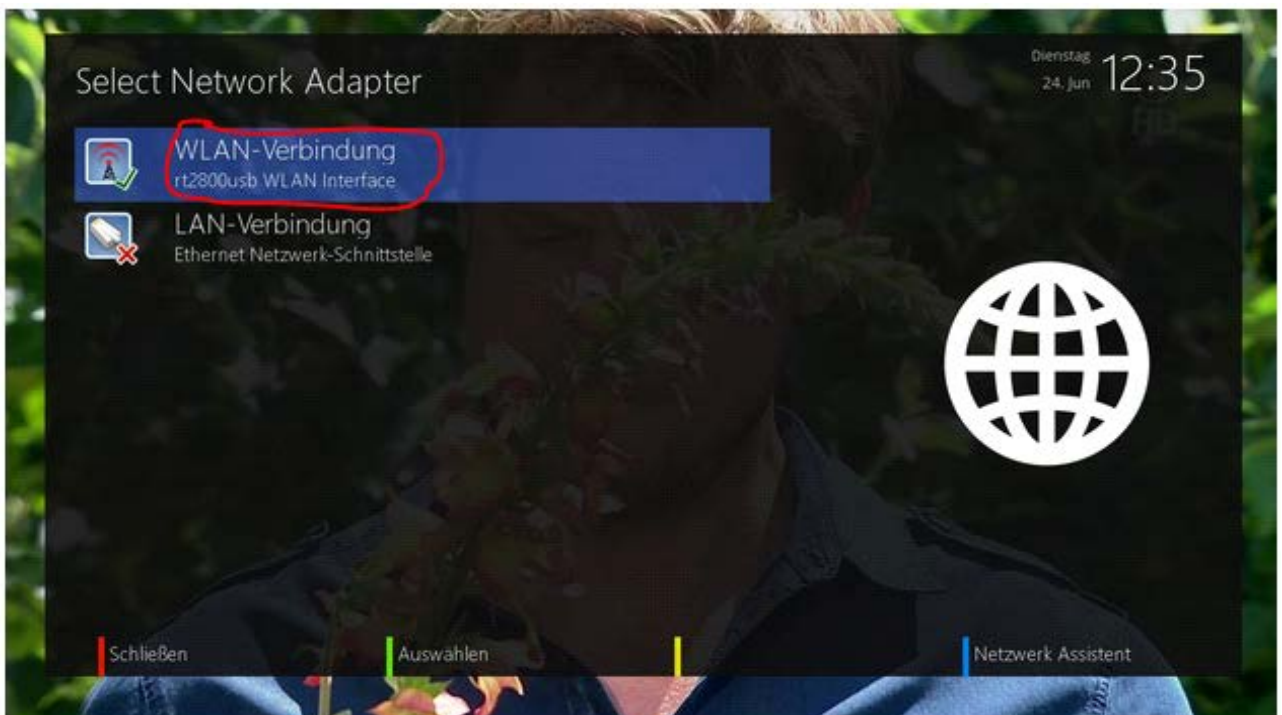 Select Network Adapter
Dienstag
24. Jun
12:35
WLAN-Verbindung
rt2800usb WLAN Interface
LAN-Verbindung
Ethernet Netzwerk-Schnittstelle
Schließen
Auswählen
Netzwerk Assistent